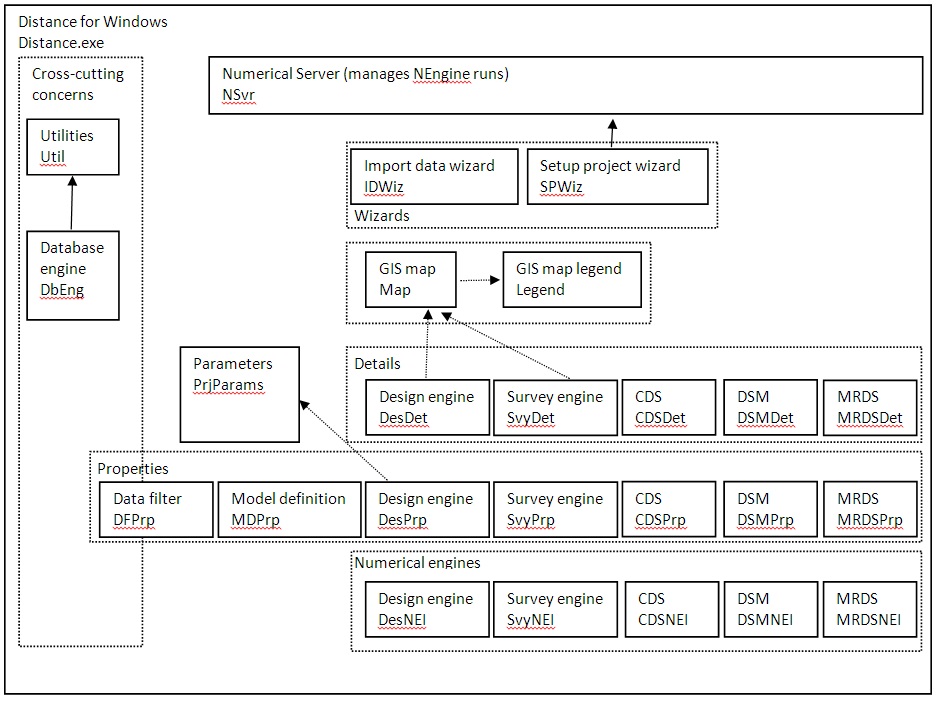 Distance for Windows
Distance.exe
Cross-cutting
concerns
Numerical Server (manages NEngine runs)
NSvr
Utilities
Util
Import data wizard
IDWiz
Setup project wizard
SPWiz
Wizards
Database
engine
DbEng
GIS map
Map
GIS map legend
Legend
Parameters
PrjParams
Details
Design engine
DesDet
Survey engine
SvyDet
CDS
CDSDet
DSM
DSMDet
MRDS
MRDSDet
Properties
Data filter
DFPrp
Model definition
MDPrp
Design engine
DesPrp
Survey engine
SvyPrp
CDS
CDSPrp
DSM
DSMPrp
MRDS
MRDSPrp
Numerical engines
Design engine
DesNEI
Survey engine
SvyNEI
CDS
CDSNEI
DSM
DSMNEI
MRDS
MRDSNEI